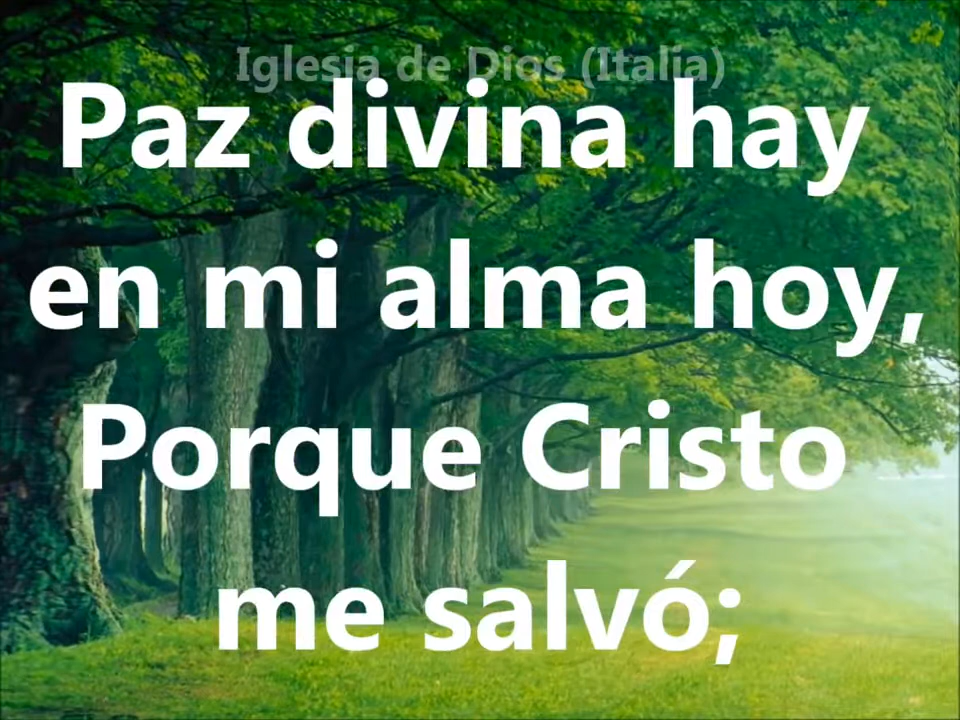 Iglesia de Dios (Italia)
Paz divina hay
en mi alma hoy,
Porque Cristo
me salvó;